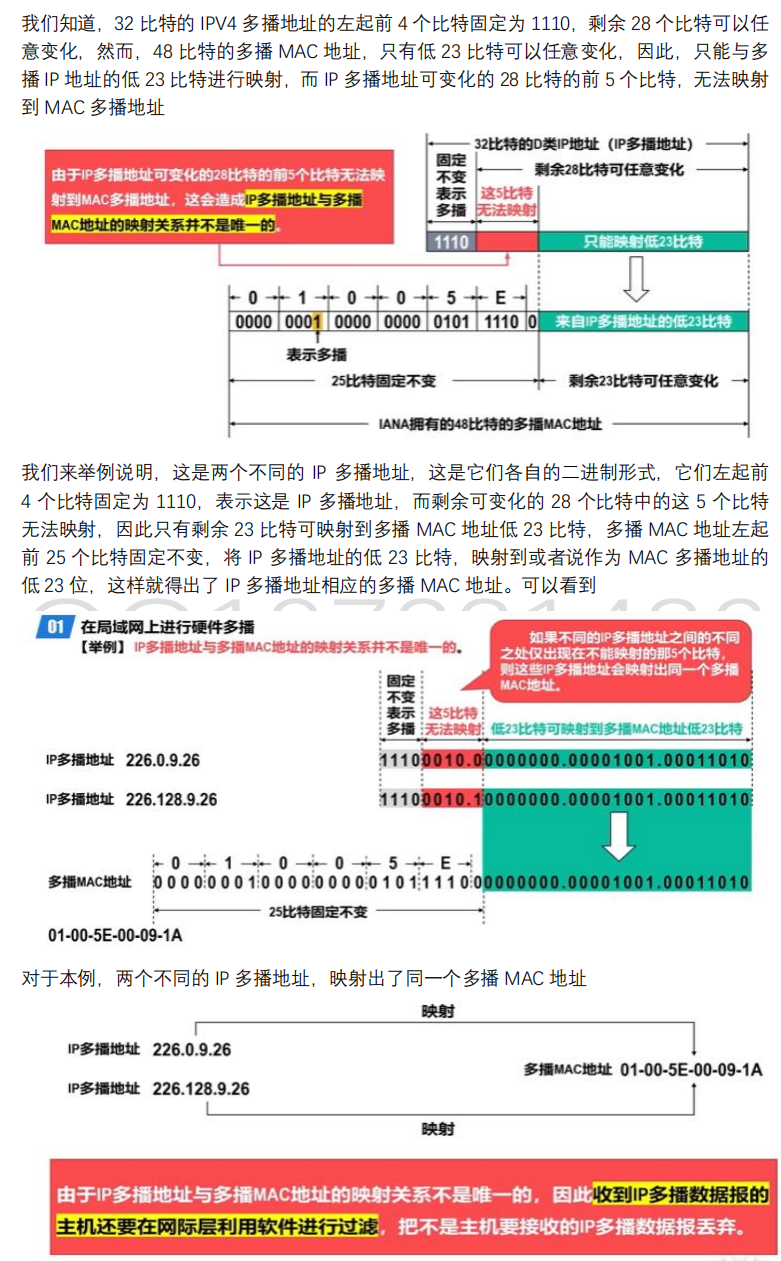 我们知道，32 比特的 IPV4 多播地址的左起前 4 个比特固定为 1110，剩余 28 个比特可以任
意变化，然而，48 比特的多播 MAC 地址，只有低 23 比特可以任意变化，因此，只能与多
播 IP 地址的低 23 比特进行映射，而 IP 多播地址可变化的 28 比特的前 5 个比特，无法映射
到 MAC 多播地址
32比特的D类IP地址（IP多播地址）
固定
不变
表示
多播
剩余28比特可任意变化
这5比特
无法映射
由于IP多播地址可变化的28比特的前5个比特无法映
射到MAC多播地址，这会造成IP多播地址与多播
MAC地址的映射关系并不是唯一的。
1110 只能映射低23比特
0 1 0 0 5 E
0000 0001 0000 0000 0101 1110 0 来自IP多播地址的低23比特
表示多播
25比特固定不变 剩余23比特可任意变化
IANA拥有的48比特的多播MAC地址
我们来举例说明，这是两个不同的 IP 多播地址，这是它们各自的二进制形式，它们左起前
4 个比特固定为 1110，表示这是 IP 多播地址，而剩余可变化的 28 个比特中的这 5 个比特
无法映射，因此只有剩余 23 比特可映射到多播 MAC 地址低 23 比特，多播 MAC 地址左起
前 25 个比特固定不变，将 IP 多播地址的低 23 比特，映射到或者说作为 MAC 多播地址的
低 23 位，这样就得出了 IP 多播地址相应的多播 MAC 地址。可以看到
01 在局域网上进行硬件多播
【举例】IP多播地址与多播MAC地址的映射关系并不是唯一的。
如果不同的IP多播地址之间的不同
之处仅出现在不能映射的那5个比特，
则这些IP多播地址会映射出同一个多播
MAC地址。
固定
不变
表示
多播
这5比特
无法映射
低23比特可映射到多播MAC地址低23比特
IP多播地址 226.0.9.26 11100010.00000000.00001001.00011010
IP多播地址 226.128.9.26 11100010.10000000.00001001.00011010
0 1 0 0 5 E
多播MAC地址 00000001000000000101111000000000.00001001.00011010
25比特固定不变
01-00-5E-00-09-1A
对于本例，两个不同的 IP 多播地址，映射出了同一个多播 MAC 地址
映射
IP多播地址 226.0.9.26
多播MAC地址 01-00-5E-00-09-1A
IP多播地址 226.128.9.26
映射
由于IP多播地址与多播MAC地址的映射关系不是唯一的，因此收到IP多播数据报的
主机还要在网际层利用软件进行过滤，把不是主机要接收的IP多播数据报丢弃。